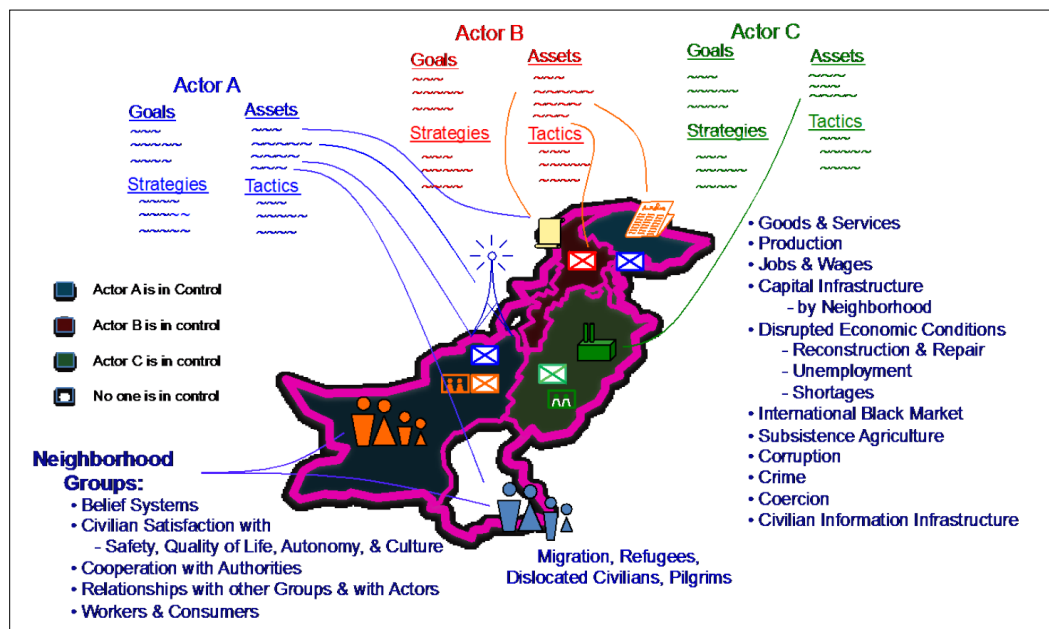 Actor A
Goals
Assets
Strategies
Tactics
Actor B
Goals
Assets
Strategies
Tactics
Actor C
Goals
Assets
Strategies
Tactics
Actor A is in Control
Actor B is in control
Actor C is in control
No one is in control
Neighborhood
Groups:
• Belief Systems
• Civilian Satisfaction with
- Safety, Quality of Life, Autonomy, & Culture
• Cooperation with Authorities
• Relationships with other Groups & with Actors
• Workers & Consumers
Migration, Refugees,
Dislocated Civilians, Pilgrims
• Goods & Services
• Production
• Jobs & Wages
• Capital Infrastructure
- by Neighborhood
• Disrupted Economic Conditions
- Reconstruction & Repair
- Unemployment
- Shortages
• International Black Market
• Subsistence Agriculture
• Corruption
• Crime
• Coercion
• Civilian Information Infrastructure